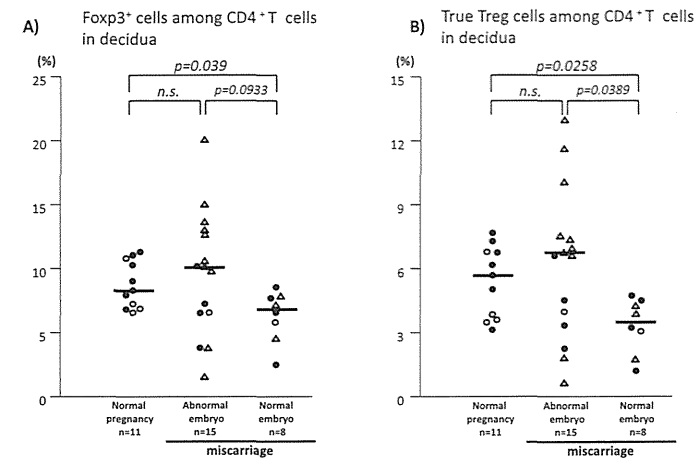 A)
Foxp3⁺ cells among CD4⁺T cells
in decidua
(%)
p=0.039
n.s.
p=0.0933
25
20
15
10
5
0
Normal
pregnancy
n=11
Abnormal
embryo
n=15
Normal
embryo
n=8
miscarriage
B)
True Treg cells among CD4⁺T cells
in decidua
(%)
p=0.0258
n.s.
p=0.0389
15
12
9
6
3
0
Normal
pregnancy
n=11
Abnormal
embryo
n=15
Normal
embryo
n=8
miscarriage